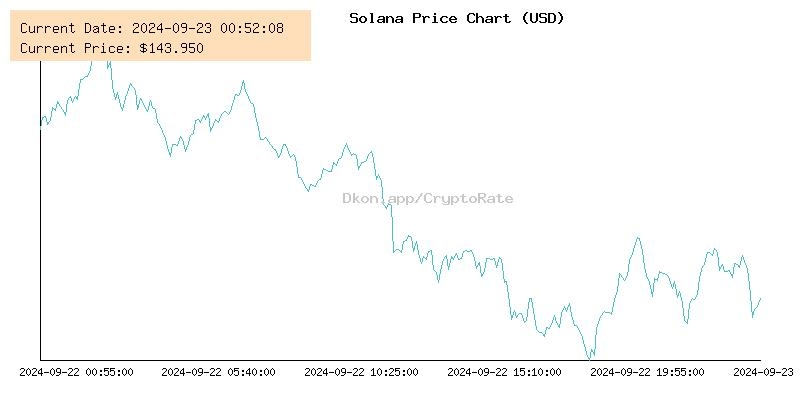 Solana Price Chart (USD)
Current Date: 2024-09-23 00:52:08
Current Price: $143.950
Dkon.app/CryptoRate
2024-09-22 00:55:00 2024-09-22 05:40:00 2024-09-22 10:25:00 2024-09-22 15:10:00 2024-09-22 19:55:00 2024-09-23